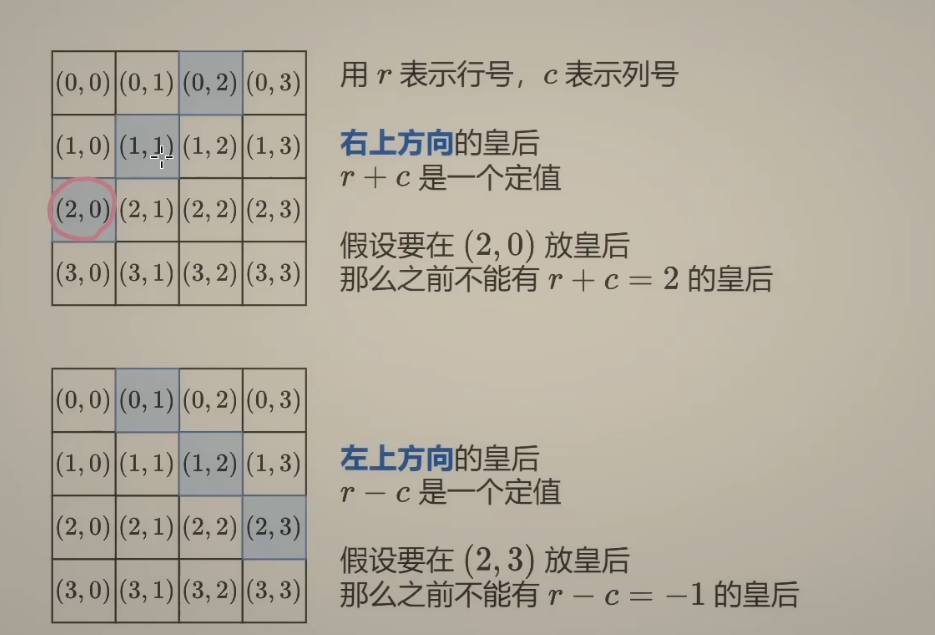 (0, 0) (0, 1) (0, 2) (0, 3)
(1, 0) (1, 1) (1, 2) (1, 3)
(2, 0) (2, 1) (2, 2) (2, 3)
(3, 0) (3, 1) (3, 2) (3, 3)
用 r 表示行号，c 表示列号
右上方向的皇后
r + c 是一个定值
假设要在 (2, 0) 放皇后
那么之前不能有 r + c = 2 的皇后
(0, 0) (0, 1) (0, 2) (0, 3)
(1, 0) (1, 1) (1, 2) (1, 3)
(2, 0) (2, 1) (2, 2) (2, 3)
(3, 0) (3, 1) (3, 2) (3, 3)
左上方向的皇后
r − c 是一个定值
假设要在 (2, 3) 放皇后
那么之前不能有 r − c = −1 的皇后